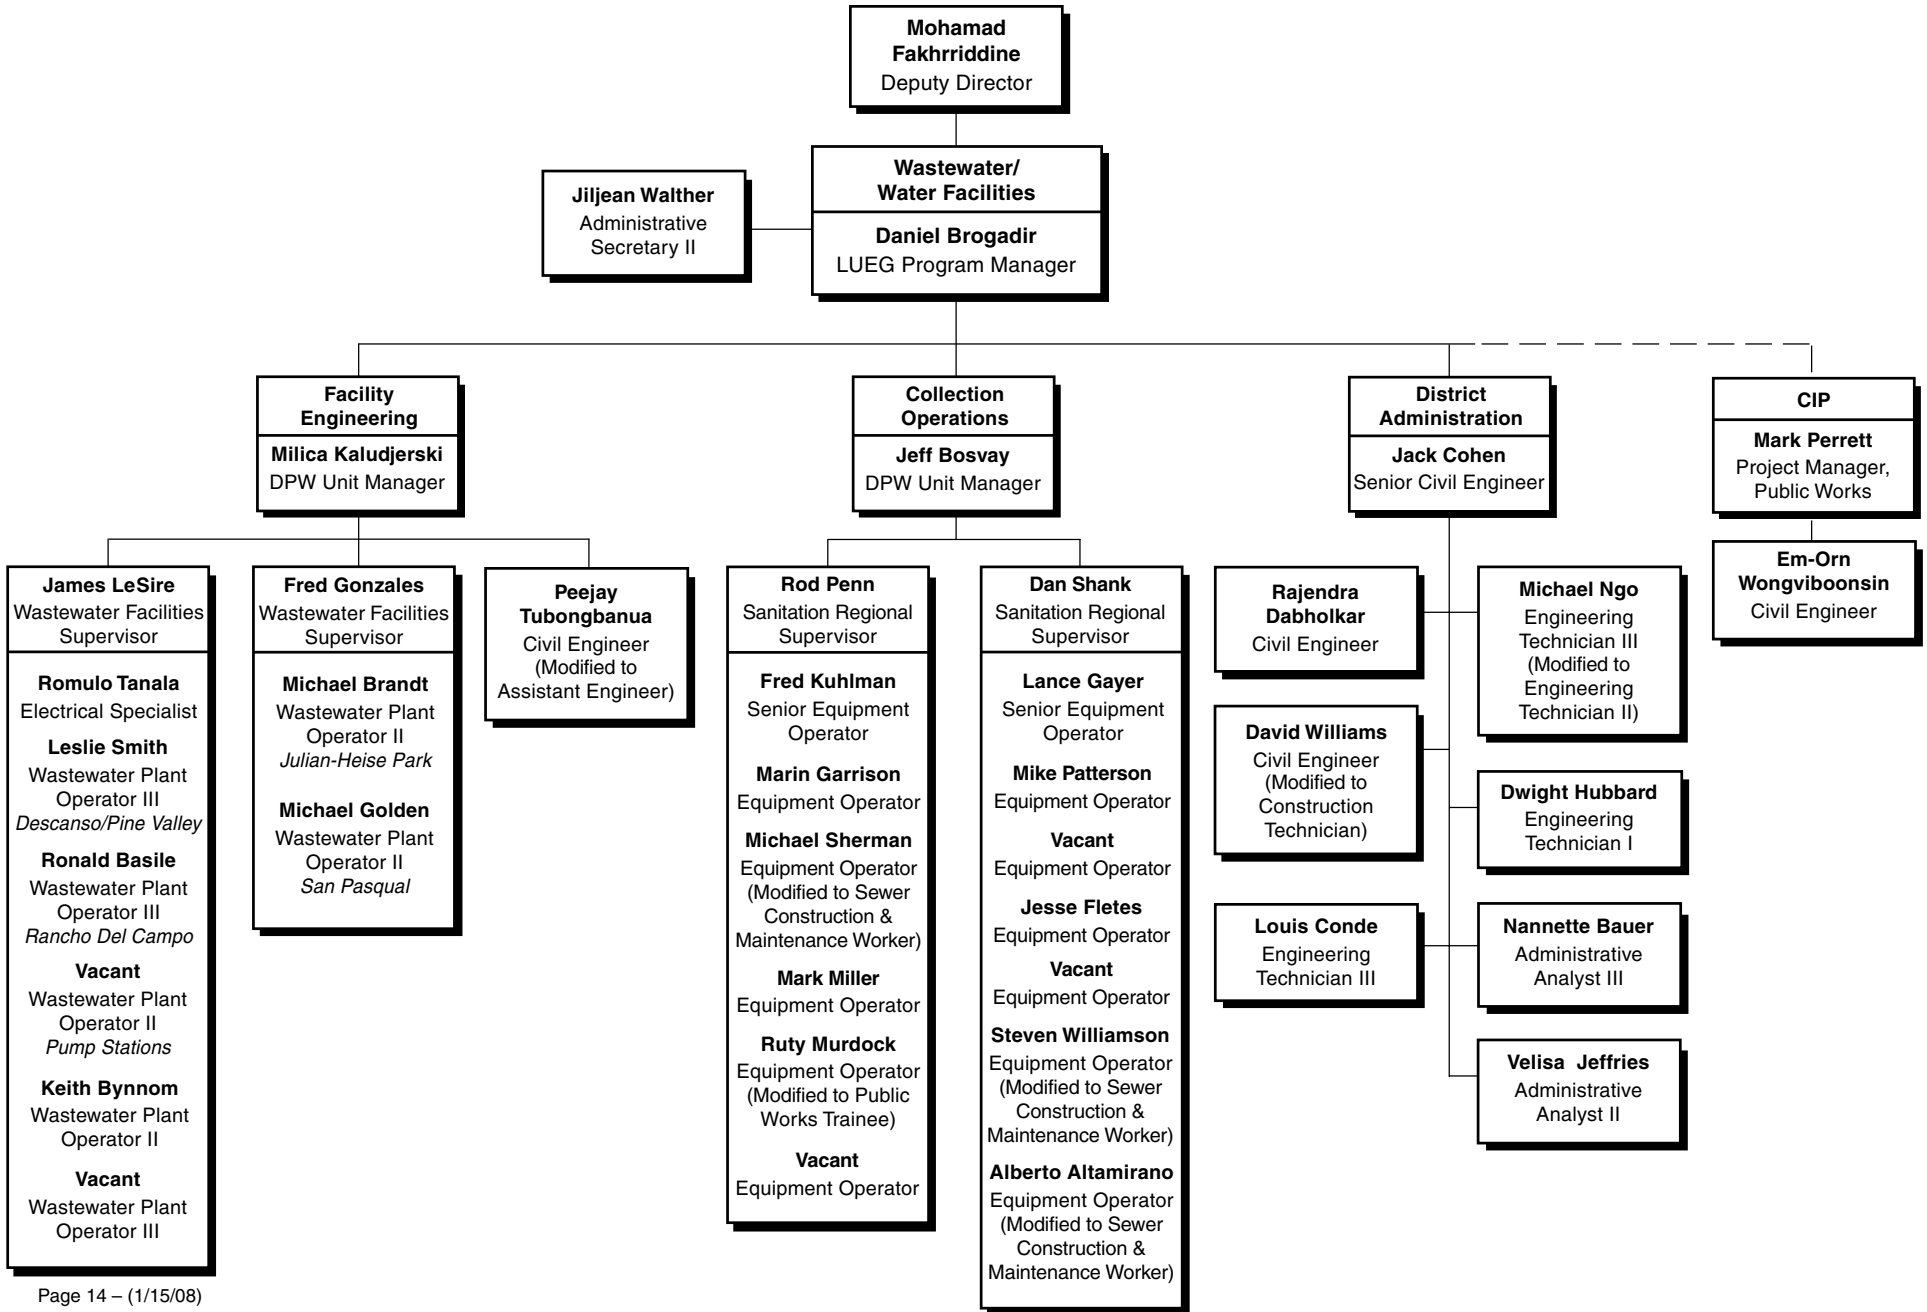 Mohamad
Fakhrriddine
Deputy Director
Wastewater/
Water Facilities
Daniel Brogadir
LUEG Program Manager
Jiljean Walther
Administrative
Secretary II
Facility
Engineering
Milica Kaludjerski
DPW Unit Manager
Collection
Operations
Jeff Bosvay
DPW Unit Manager
District
Administration
Jack Cohen
Senior Civil Engineer
CIP
Mark Perrett
Project Manager,
Public Works
Em-Orn
Wongviboonsin
Civil Engineer
James LeSire
Wastewater Facilities
Supervisor
Romulo Tanala
Electrical Specialist
Leslie Smith
Wastewater Plant
Operator III
Descanso/Pine Valley
Ronald Basile
Wastewater Plant
Operator III
Rancho Del Campo
Vacant
Wastewater Plant
Operator II
Pump Stations
Keith Bynnom
Wastewater Plant
Operator II
Vacant
Wastewater Plant
Operator III
Fred Gonzales
Wastewater Facilities
Supervisor
Michael Brandt
Wastewater Plant
Operator II
Julian-Heise Park
Michael Golden
Wastewater Plant
Operator II
San Pasqual
Peejay
Tubongbanua
Civil Engineer
(Modified to
Assistant Engineer)
Rod Penn
Sanitation Regional
Supervisor
Fred Kuhlman
Senior Equipment
Operator
Marin Garrison
Equipment Operator
Michael Sherman
Equipment Operator
(Modified to Sewer
Construction &
Maintenance Worker)
Mark Miller
Equipment Operator
Ruty Murdock
Equipment Operator
(Modified to Public
Works Trainee)
Vacant
Equipment Operator
Dan Shank
Sanitation Regional
Supervisor
Lance Gayer
Senior Equipment
Operator
Mike Patterson
Equipment Operator
Vacant
Equipment Operator
Jesse Fletes
Equipment Operator
Vacant
Equipment Operator
Steven Williamson
Equipment Operator
(Modified to Sewer
Construction &
Maintenance Worker)
Alberto Altamirano
Equipment Operator
(Modified to Sewer
Construction &
Maintenance Worker)
Rajendra
Dabholkar
Civil Engineer
David Williams
Civil Engineer
(Modified to
Construction
Technician)
Louis Conde
Engineering
Technician III
Michael Ngo
Engineering
Technician III
(Modified to
Engineering
Technician II)
Dwight Hubbard
Engineering
Technician I
Nannette Bauer
Administrative
Analyst III
Velisa Jeffries
Administrative
Analyst II
Page 14 – (1/15/08)